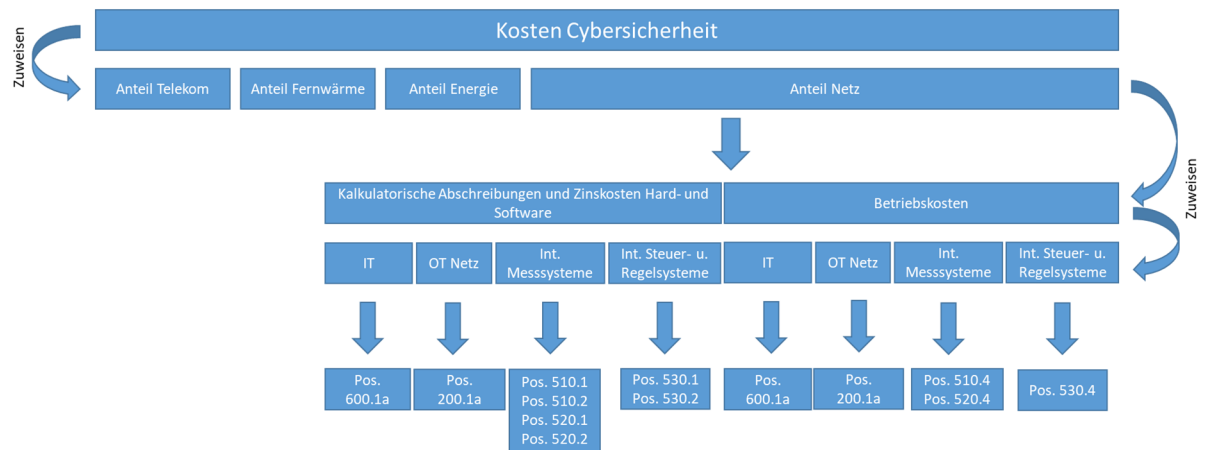 Zuweisen
Kosten Cybersicherheit
Anteil Telekom
Anteil Fernwärme
Anteil Energie
Anteil Netz
Zuweisen
Kalkulatorische Abschreibungen und Zinskosten Hard- und
Software
Betriebskosten
IT
OT Netz
Int.
Messsysteme
Int. Steuer- u.
Regelsysteme
IT
OT Netz
Int.
Messsysteme
Int. Steuer- u.
Regelsysteme
Pos.
600.1a
Pos.
200.1a
Pos. 510.1
Pos. 510.2
Pos. 520.1
Pos. 520.2
Pos. 530.1
Pos. 530.2
Pos.
600.1a
Pos.
200.1a
Pos. 510.4
Pos. 520.4
Pos. 530.4